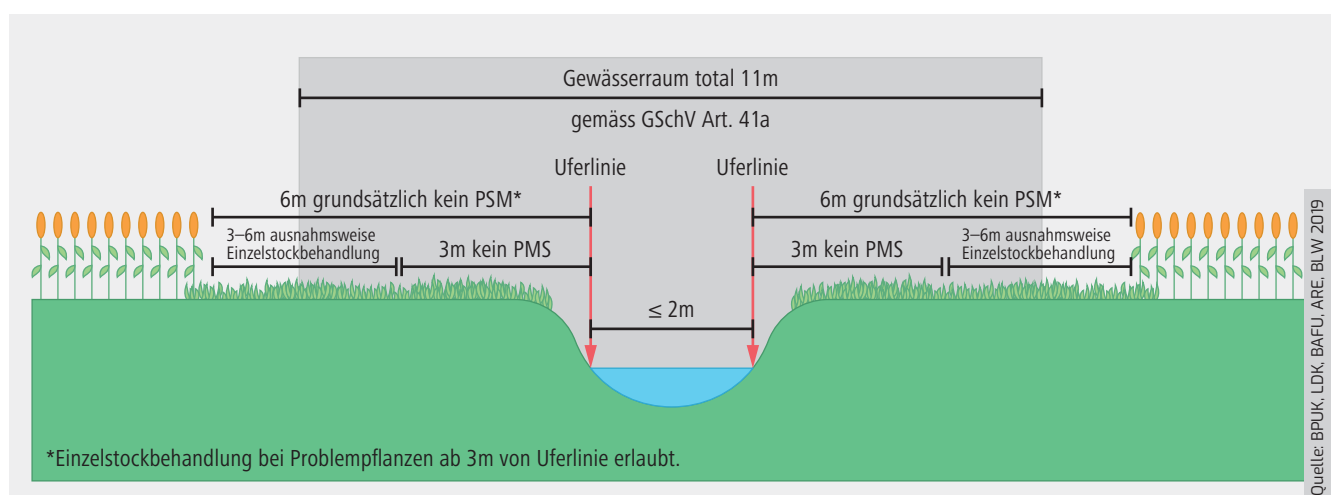 Gewässerraum total 11m
gemäss GSchV Art. 41a
Uferlinie
Uferlinie
6m grundsätzlich kein PSM*
6m grundsätzlich kein PSM*
3–6m ausnahmsweise
Einzelstockbehandlung
3m kein PMS
3m kein PMS
3–6m ausnahmsweise
Einzelstockbehandlung
≤ 2m
*Einzelstockbehandlung bei Problempflanzen ab 3m von Uferlinie erlaubt.
Quelle: BPUK, LDK, BAFU, ARE, BLW 2019